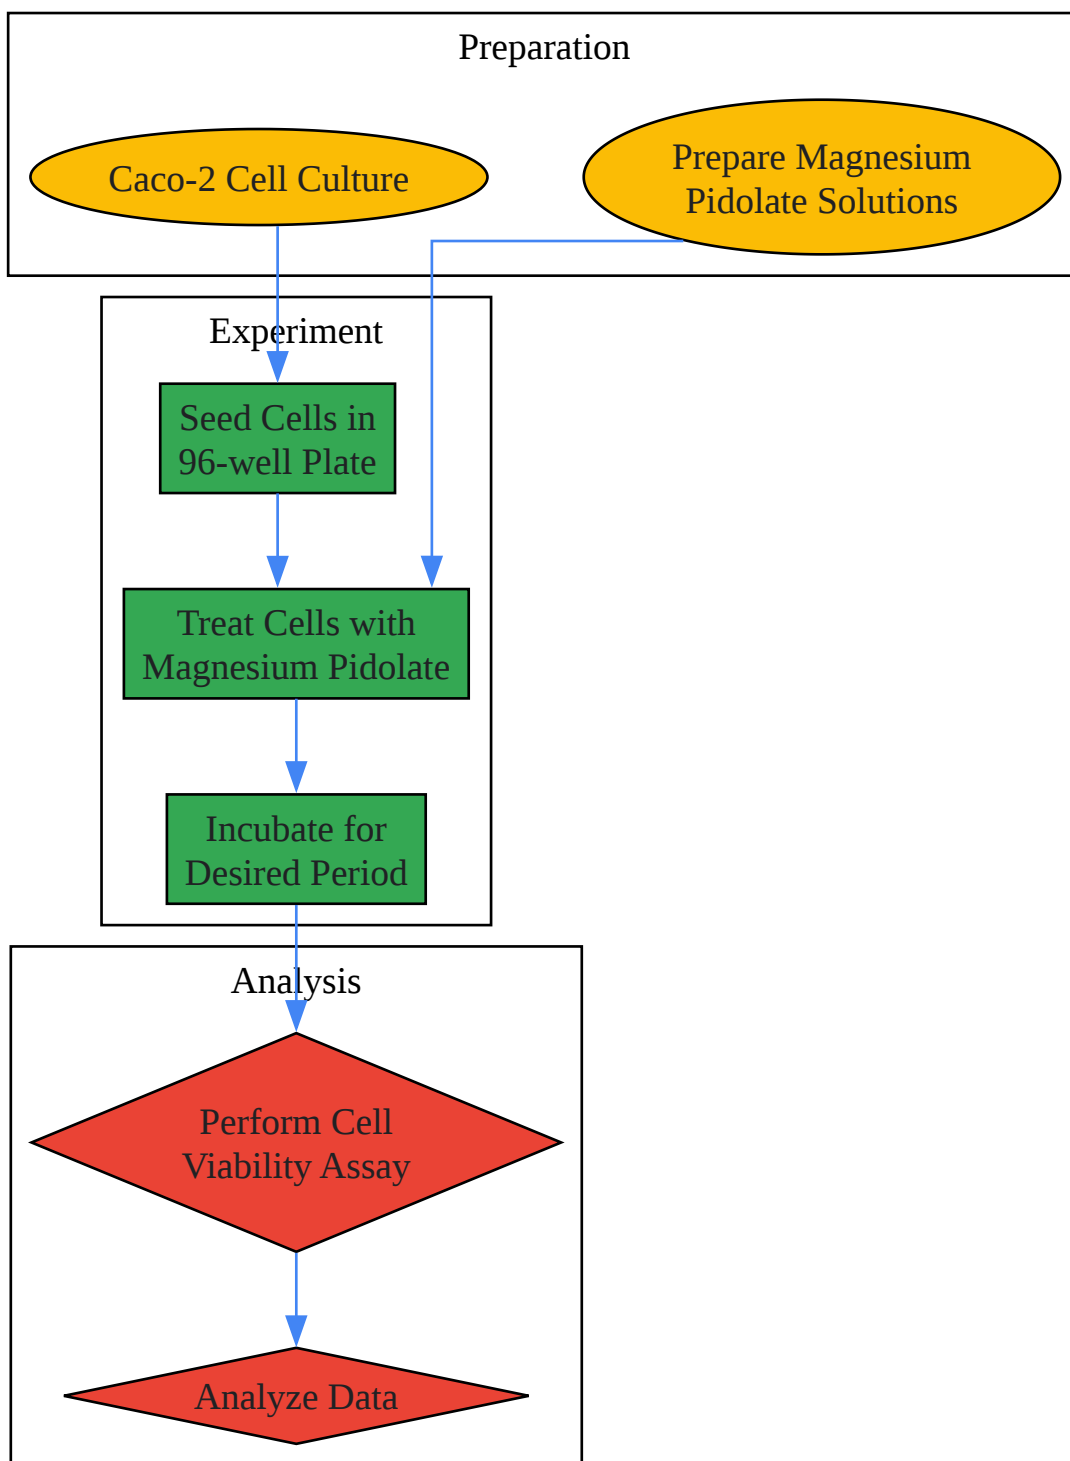 Preparation
Caco-2 Cell Culture
Prepare Magnesium
Pidolate Solutions
Experiment
Seed Cells in
96-well Plate
Treat Cells with
Magnesium Pidolate
Incubate for
Desired Period
Analysis
Perform Cell
Viability Assay
Analyze Data